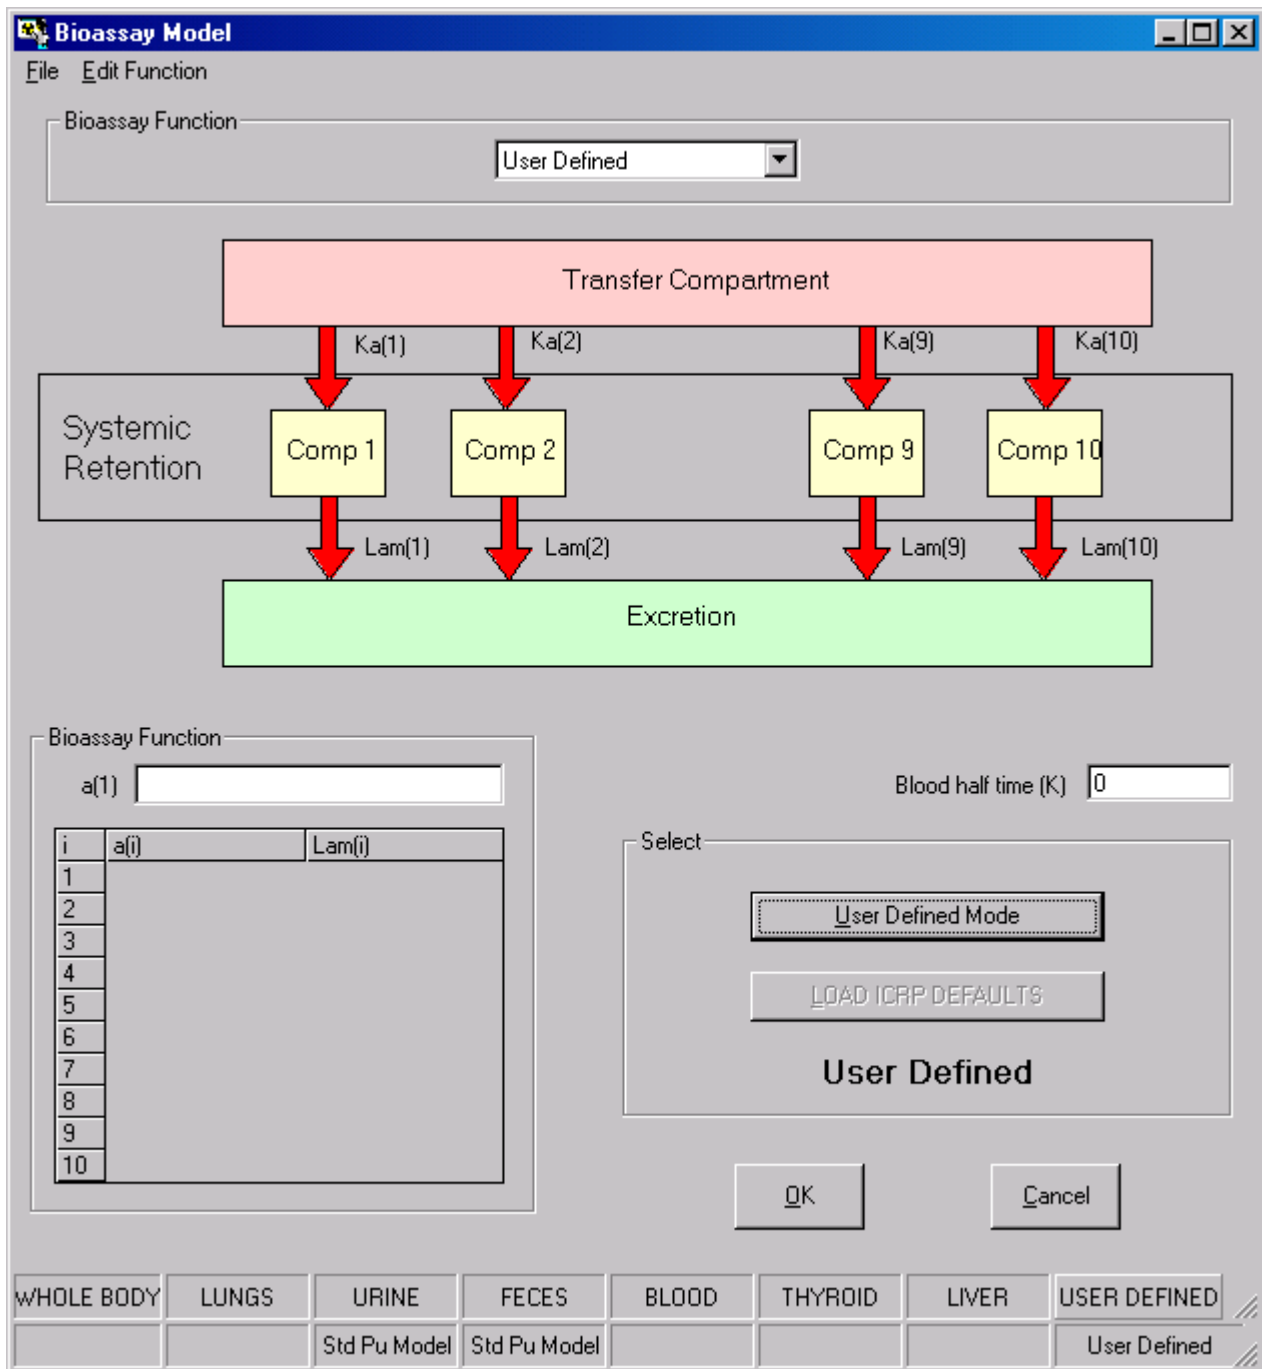 Bioassay Model
File Edit Function
Bioassay Function
User Defined
Transfer Compartment
Ka(1) Ka(2) Ka(9) Ka(10)
Systemic
Retention
Comp 1 Comp 2 Comp 9 Comp 10
Lam(1) Lam(2) Lam(9) Lam(10)
Excretion
Bioassay Function
a(1)
Blood half time (K) 0
i a(i) Lam(i)
1
2
3
4
5
6
7
8
9
10
Select
User Defined Mode
LOAD ICRP DEFAULTS
User Defined
OK Cancel
WHOLE BODY LUNGS URINE FECES BLOOD THYROID LIVER USER DEFINED
Std Pu Model Std Pu Model User Defined